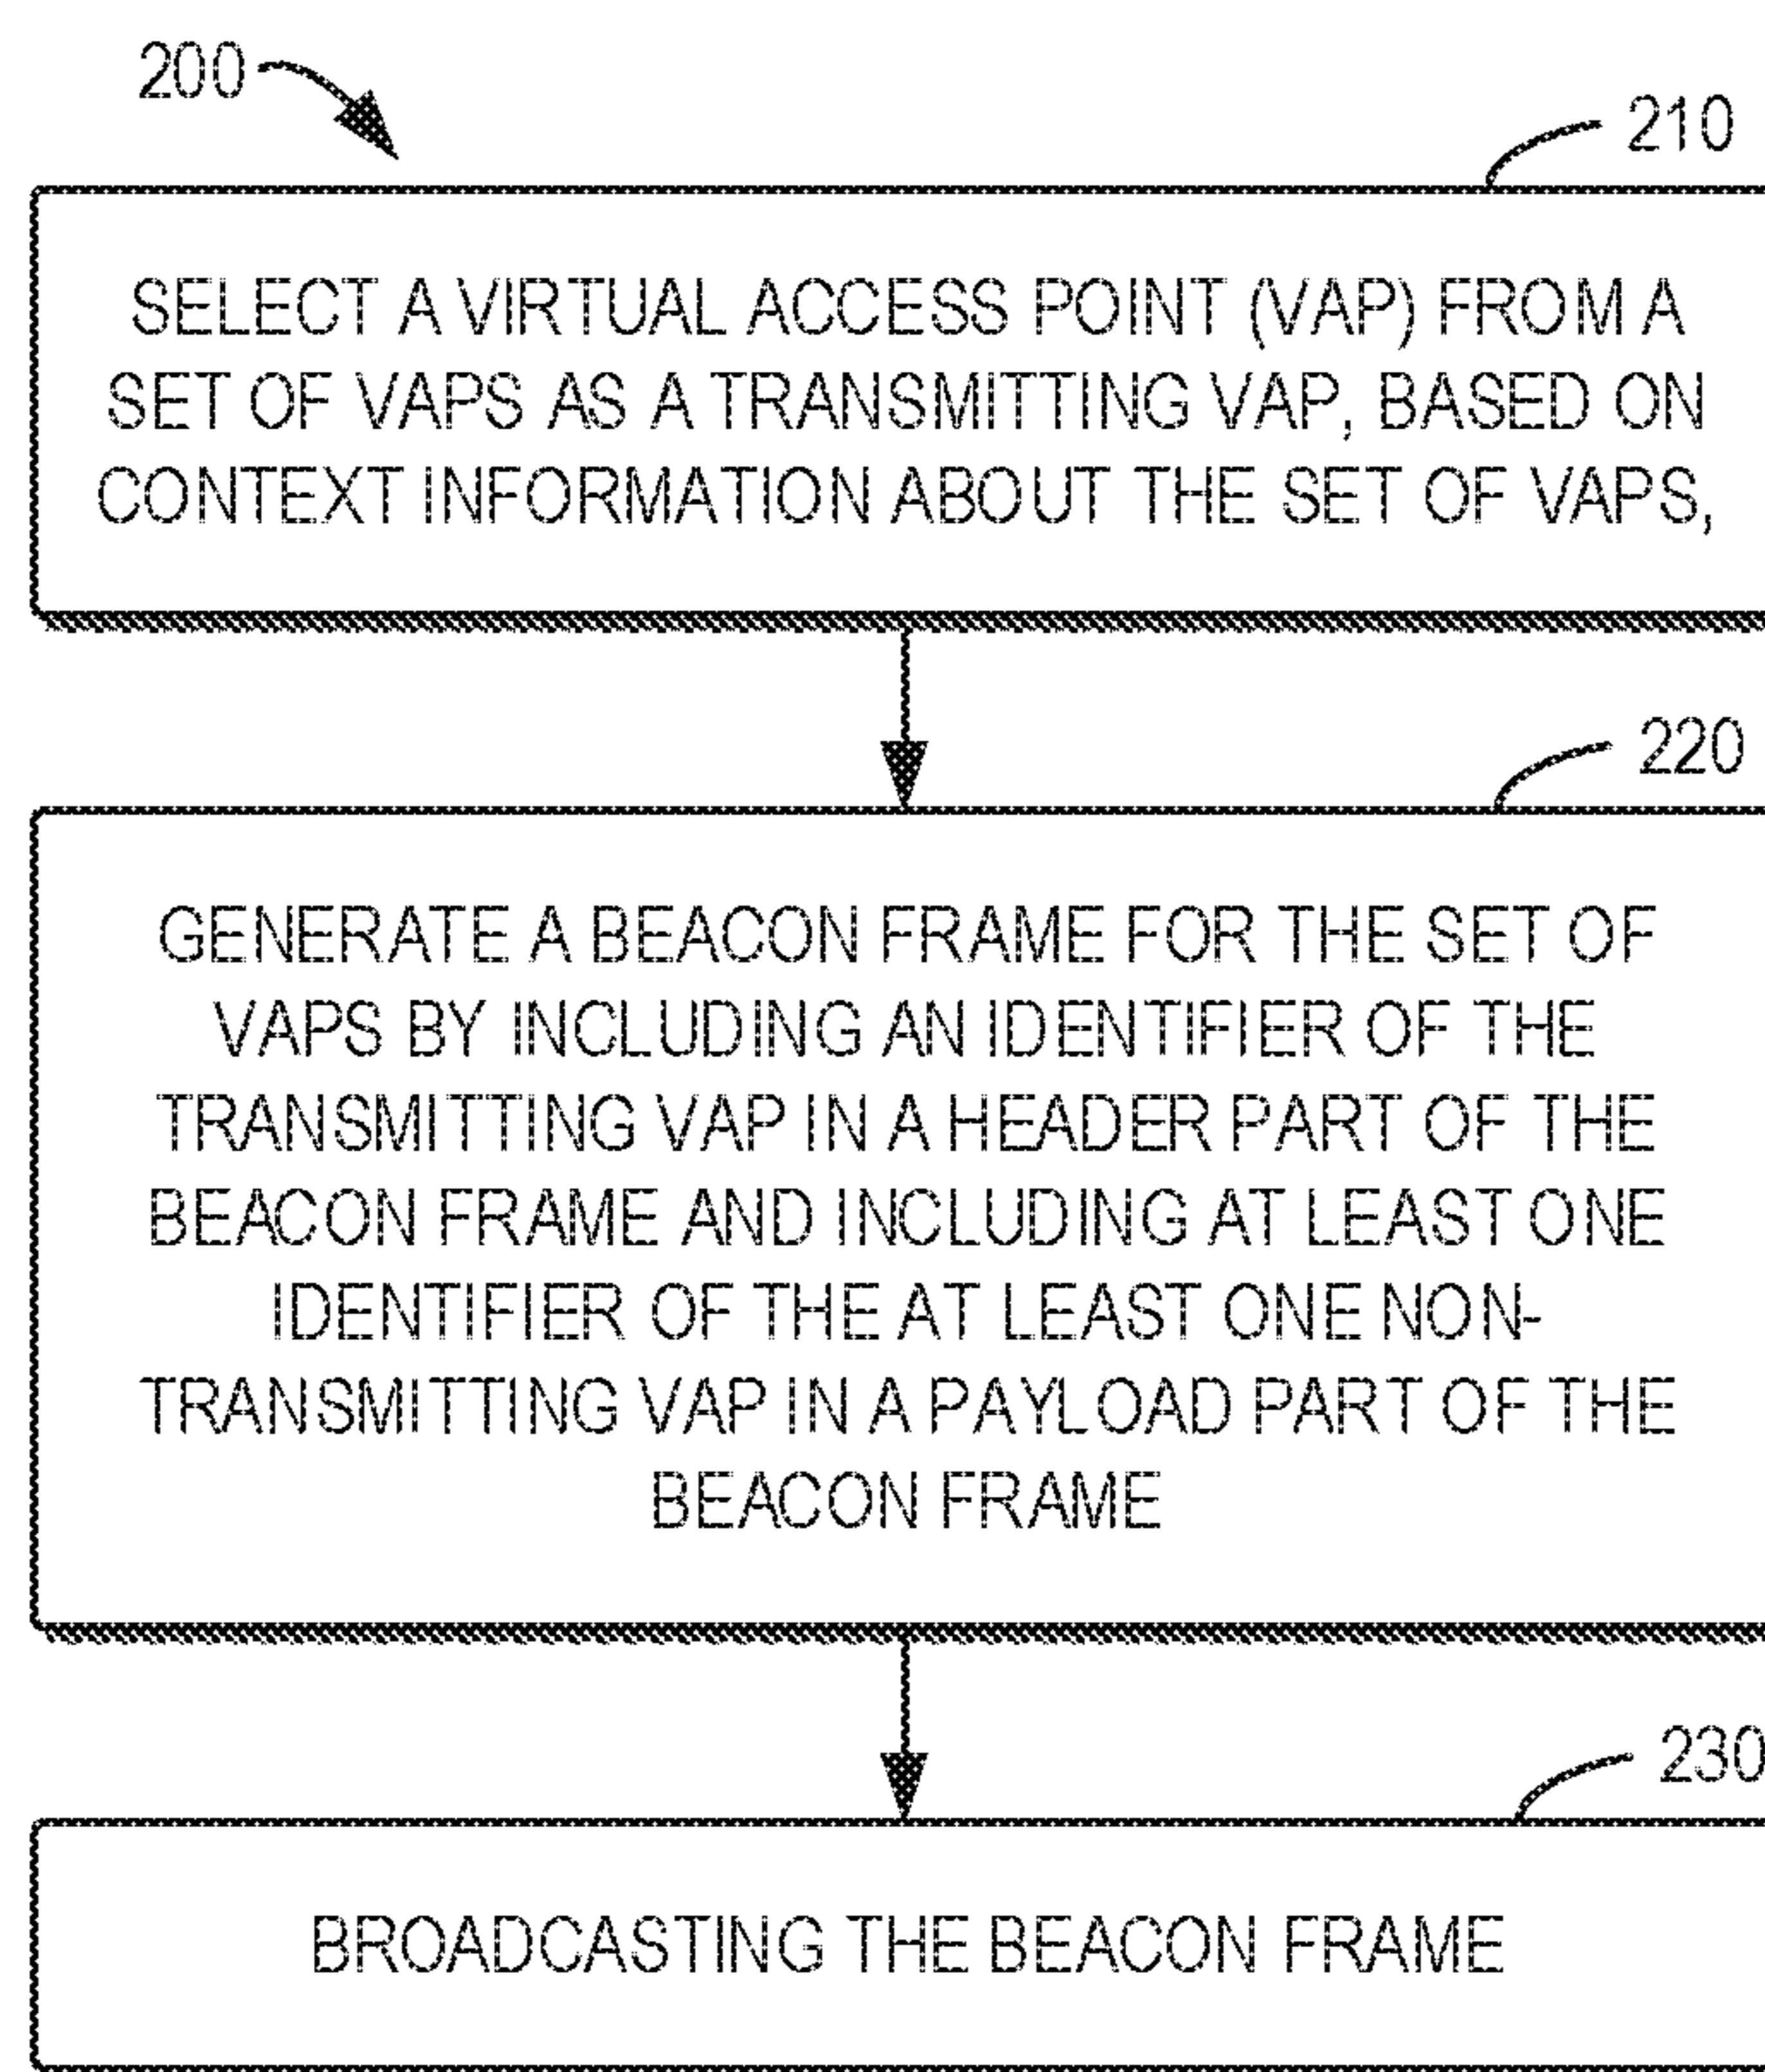 200
210
SELECT A VIRTUAL ACCESS POINT (VAP) FROM A
SET OF VAPS AS A TRANSMITTING VAP, BASED ON
CONTEXT INFORMATION ABOUT THE SET OF VAPS,
220
GENERATE A BEACON FRAME FOR THE SET OF
VAPS BY INCLUDING AN IDENTIFIER OF THE
TRANSMITTING VAP IN A HEADER PART OF THE
BEACON FRAME AND INCLUDING AT LEAST ONE
IDENTIFIER OF THE AT LEAST ONE NON-
TRANSMITTING VAP IN A PAYLOAD PART OF THE
BEACON FRAME
230
BROADCASTING THE BEACON FRAME